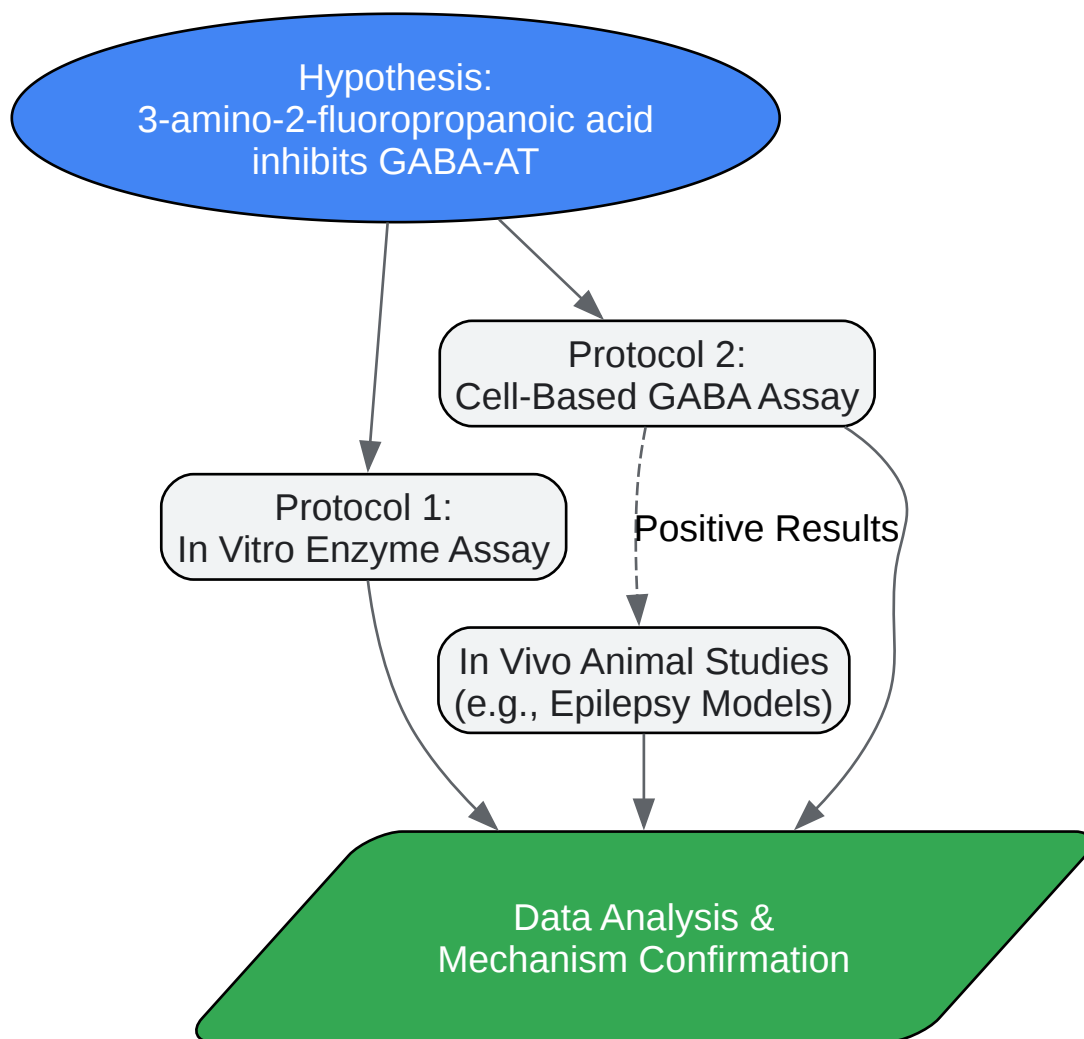 Hypothesis:
3-amino-2-fluoropropanoic acid
inhibits GABA-AT
Protocol 2:
Cell-Based GABA Assay
Protocol 1:
In Vitro Enzyme Assay
Positive Results
In Vivo Animal Studies
(e.g., Epilepsy Models)
Data Analysis &
Mechanism Confirmation